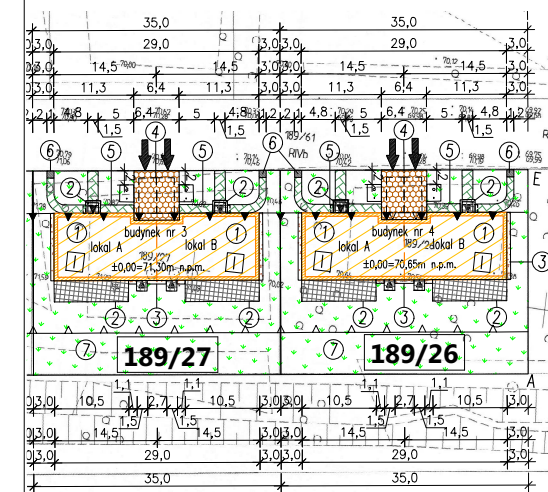 35,0 35,0
3,0 29,0 3,0 3,0 29,0 3,0
3,0 14,5 70,00 14,5 3,0 3,0 14,5 70,12 14,5 3,0
3,0 11,3 6,4 11,3 3,0 3,0 11,3 6,4 11,3 3,0
4,8 5 6,4 5 4,8 4,8 5 6,4 5 4,8
1,5 1,5 1,5 1,5
6 5 4 5 6 189/61 5 4 5 6
RIVb
2 2 2 2 E
1 budynek nr 3 1 1 budynek nr 4 1
lokal A lokal B lokal A lokal B
189/27
I ±0,00=71,30m n.p.m. I I ±0,00=70,65m n.p.m. I 3
2 3 2 2 3 2
7 189/27 7 189/26
A
1,1 1,1 1,1 1,1
3,0 10,5 2,7 10,5 3,0 3,0 10,5 2,7 10,5 3,0
1,5 1,5 1,5 1,5
3,0 14,5 14,5 3,0 3,0 14,5 14,5 3,0
3,0 29,0 3,0 3,0 29,0 3,0
35,0 35,0